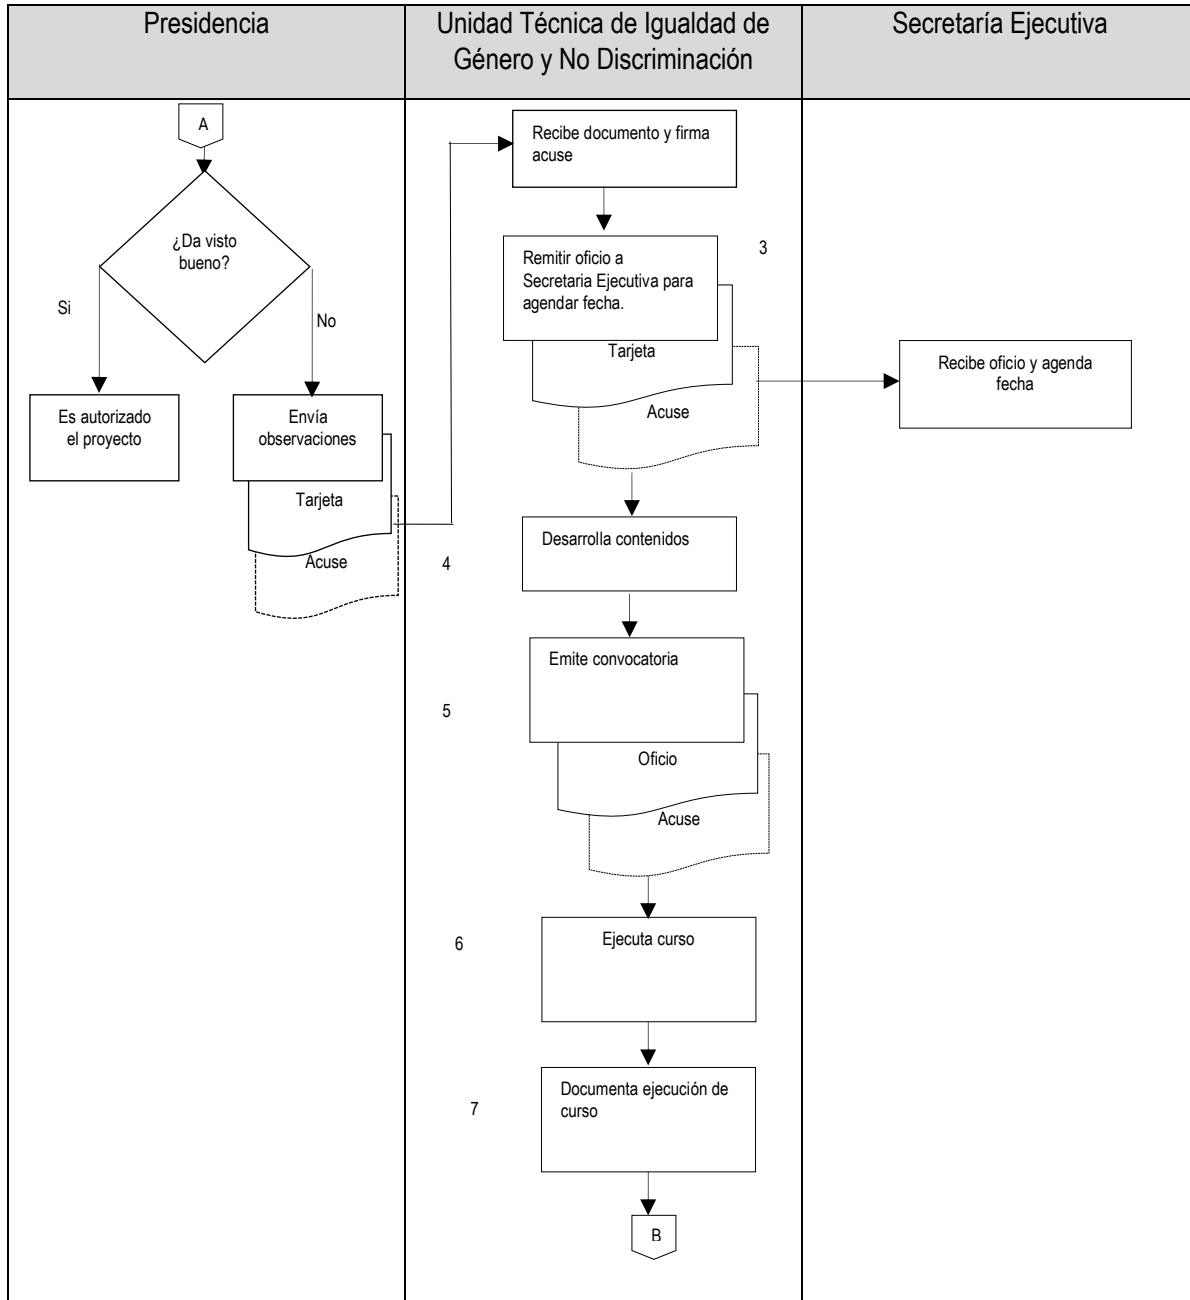 Presidencia
Unidad Técnica de Igualdad de
Género y No Discriminación
Secretaría Ejecutiva
A
¿Da visto
bueno?
Si
No
Es autorizado
el proyecto
Envía
observaciones
Tarjeta
Acuse
Recibe documento y firma
acuse
3
Remitir oficio a
Secretaria Ejecutiva para
agendar fecha.
Tarjeta
Acuse
Recibe oficio y agenda
fecha
4
Desarrolla contenidos
5
Emite convocatoria
Oficio
Acuse
6
Ejecuta curso
7
Documenta ejecución de
curso
B